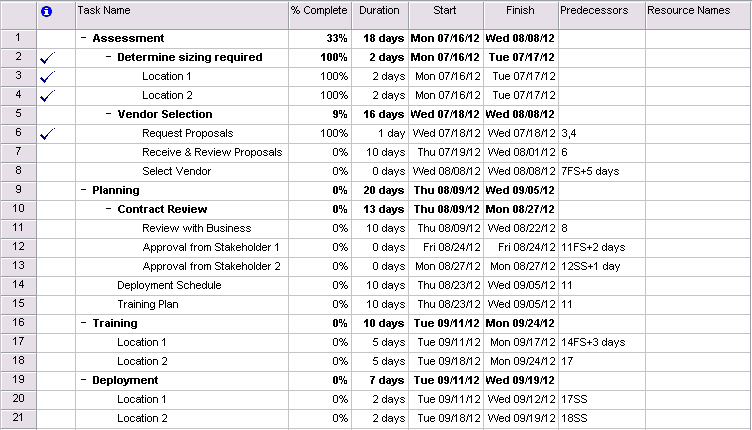 Task Name % Complete Duration Start Finish Predecessors Resource Names
1 − Assessment 33% 18 days Mon 07/16/12 Wed 08/08/12
2 − Determine sizing required 100% 2 days Mon 07/16/12 Tue 07/17/12
3 Location 1 100% 2 days Mon 07/16/12 Tue 07/17/12
4 Location 2 100% 2 days Mon 07/16/12 Tue 07/17/12
5 − Vendor Selection 9% 16 days Wed 07/18/12 Wed 08/08/12
6 Request Proposals 100% 1 day Wed 07/18/12 Wed 07/18/12 3,4
7 Receive & Review Proposals 0% 10 days Thu 07/19/12 Wed 08/01/12 6
8 Select Vendor 0% 0 days Wed 08/08/12 Wed 08/08/12 7FS+5 days
9 − Planning 0% 20 days Thu 08/09/12 Wed 09/05/12
10 − Contract Review 0% 13 days Thu 08/09/12 Mon 08/27/12
11 Review with Business 0% 10 days Thu 08/09/12 Wed 08/22/12 8
12 Approval from Stakeholder 1 0% 0 days Fri 08/24/12 Fri 08/24/12 11FS+2 days
13 Approval from Stakeholder 2 0% 0 days Mon 08/27/12 Mon 08/27/12 12SS+1 day
14 Deployment Schedule 0% 10 days Thu 08/23/12 Wed 09/05/12 11
15 Training Plan 0% 10 days Thu 08/23/12 Wed 09/05/12 11
16 − Training 0% 10 days Tue 09/11/12 Mon 09/24/12
17 Location 1 0% 5 days Tue 09/11/12 Mon 09/17/12 14FS+3 days
18 Location 2 0% 5 days Tue 09/18/12 Mon 09/24/12 17
19 − Deployment 0% 7 days Tue 09/11/12 Wed 09/19/12
20 Location 1 0% 2 days Tue 09/11/12 Wed 09/12/12 17SS
21 Location 2 0% 2 days Tue 09/18/12 Wed 09/19/12 18SS